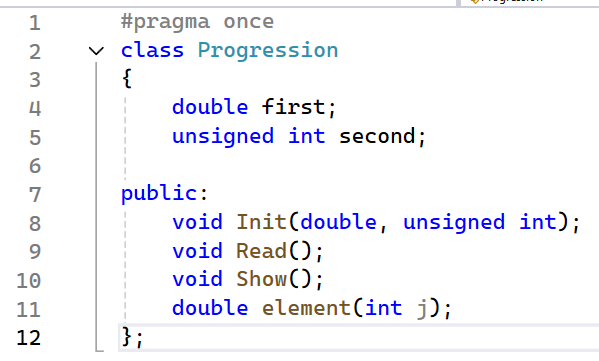 1 #pragma once
2 class Progression
3 {
4 double first;
5 unsigned int second;
6
7 public:
8 void Init(double, unsigned int);
9 void Read();
10 void Show();
11 double element(int j);
12 };